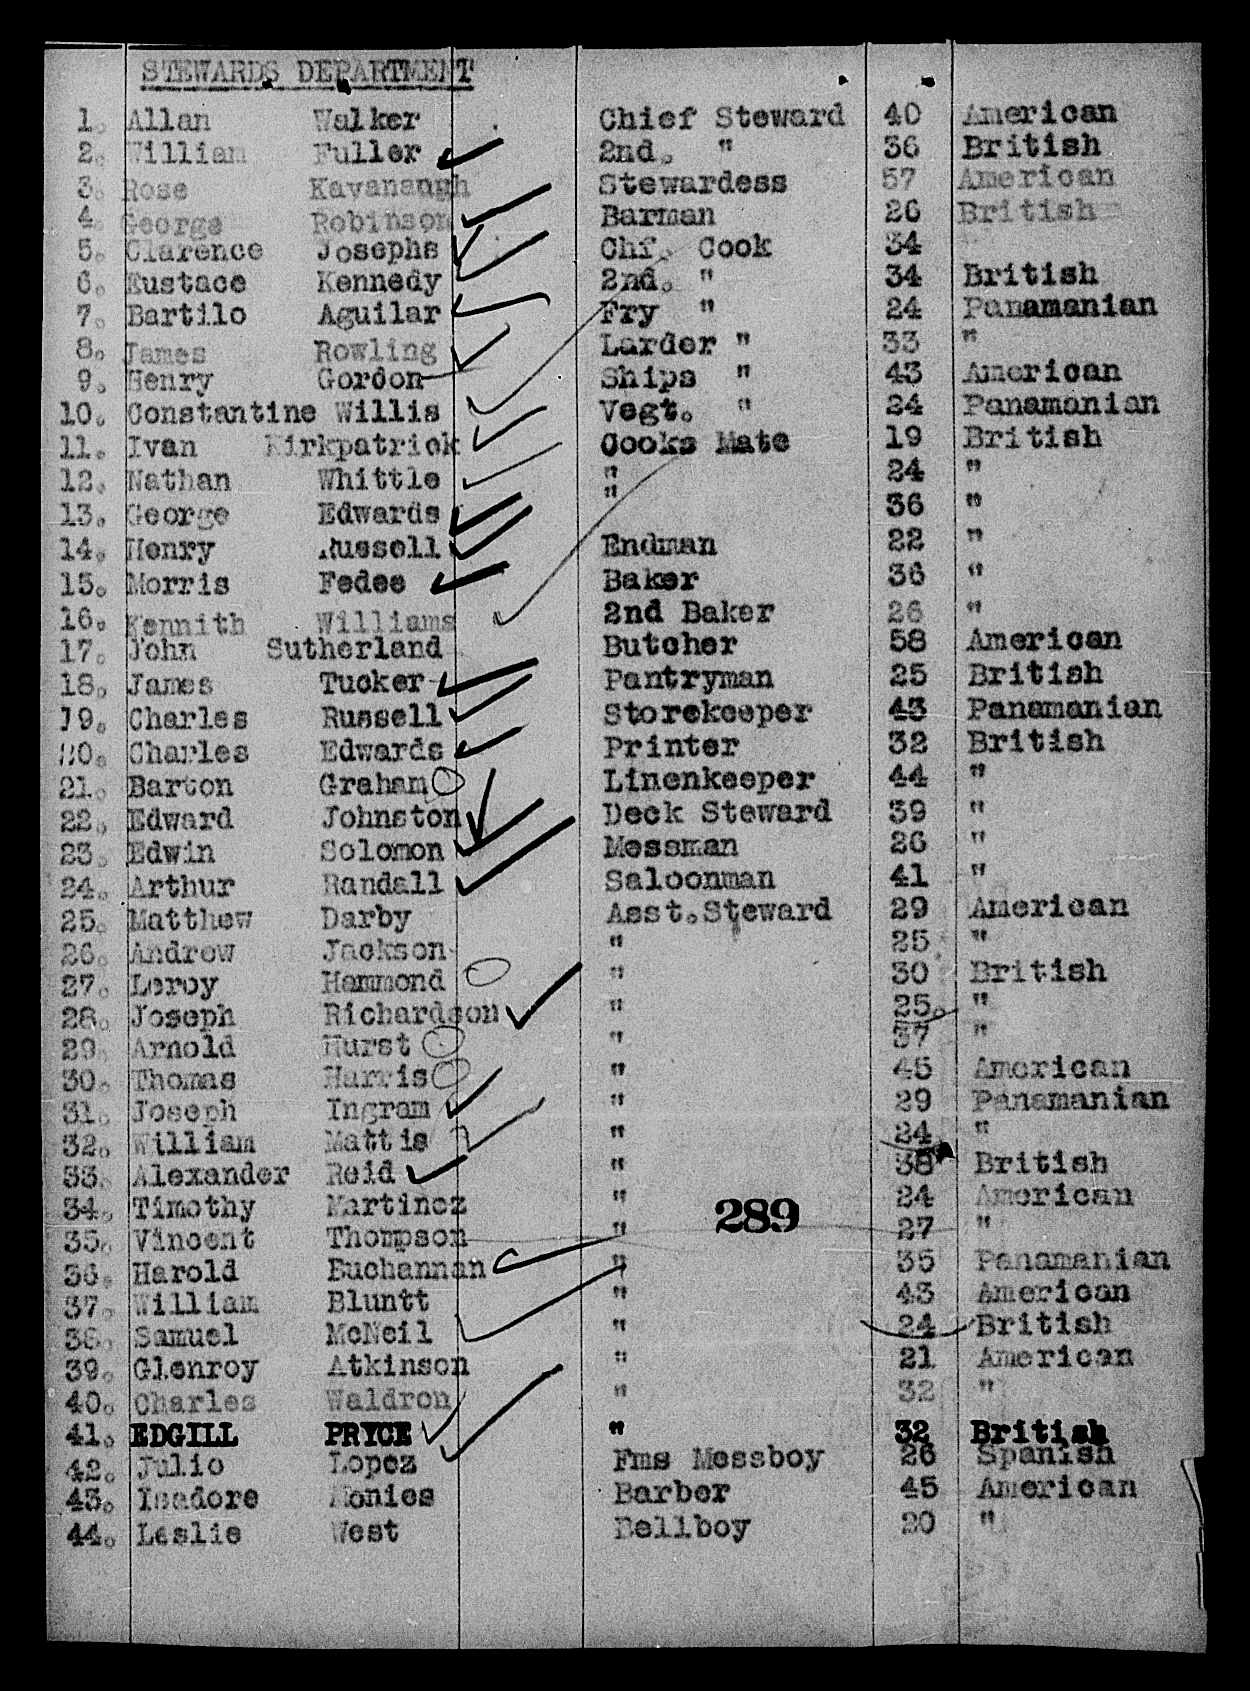 STEWARDS DEPARTMENT
1. Allan Walker Chief Steward 40 American
2. William Fuller 2nd. " 36 British
3. Rose Kavanaugh Stewardess 57 American
4. George Robinson Barman 26 British
5. Clarence Josephs Chf. Cook 34
6. Eustace Kennedy 2nd. " 34 British
7. Bartilo Aguilar Fry " 24 Panamanian
8. James Rowling Larder " 33 "
9. Henry Gordon Ships " 43 American
10. Constantine Willis Vegt. " 24 Panamanian
11. Ivan Kirkpatrick Cooks Mate 19 British
12. Nathan Whittle " 24 "
13. George Edwards " 36 "
14. Henry Russell Endman 22 "
15. Morris Fedee Baker 36 "
16. Kennith Williams 2nd Baker 26 "
17. John Sutherland Butcher 58 American
18. James Tucker Pantryman 25 British
19. Charles Russell Storekeeper 43 Panamanian
20. Charles Edwards Printer 32 British
21. Barton Graham Linenkeeper 44 "
22. Edward Johnston Deck Steward 39 "
23. Edwin Solomon Messman 26 "
24. Arthur Randall Saloonman 41 "
25. Matthew Darby Asst.Steward 29 American
26. Andrew Jackson " 25 "
27. Leroy Hammond " 30 British
28. Joseph Richardson " 25. "
29. Arnold Hurst " 37 "
30. Thomas Harris " 45 American
31. Joseph Ingram " 29 Panamanian
32. William Mattis " 24 "
33. Alexander Reid " 38 British
34. Timothy Martinez " 24 American
289
35. Vincent Thompson " 27 "
36. Harold Buchannan " 35 Panamanian
37. William Bluntt " 43 American
38. Samuel McNeil " 24 British
39. Glenroy Atkinson " 21 American
40. Charles Waldron " 32 "
41. EDGILL PRYCE " 32 British
42. Julio Lopez Fms Messboy 26 Spanish
43. Isadore Monies Barber 45 American
44. Leslie West Bellboy 20 "